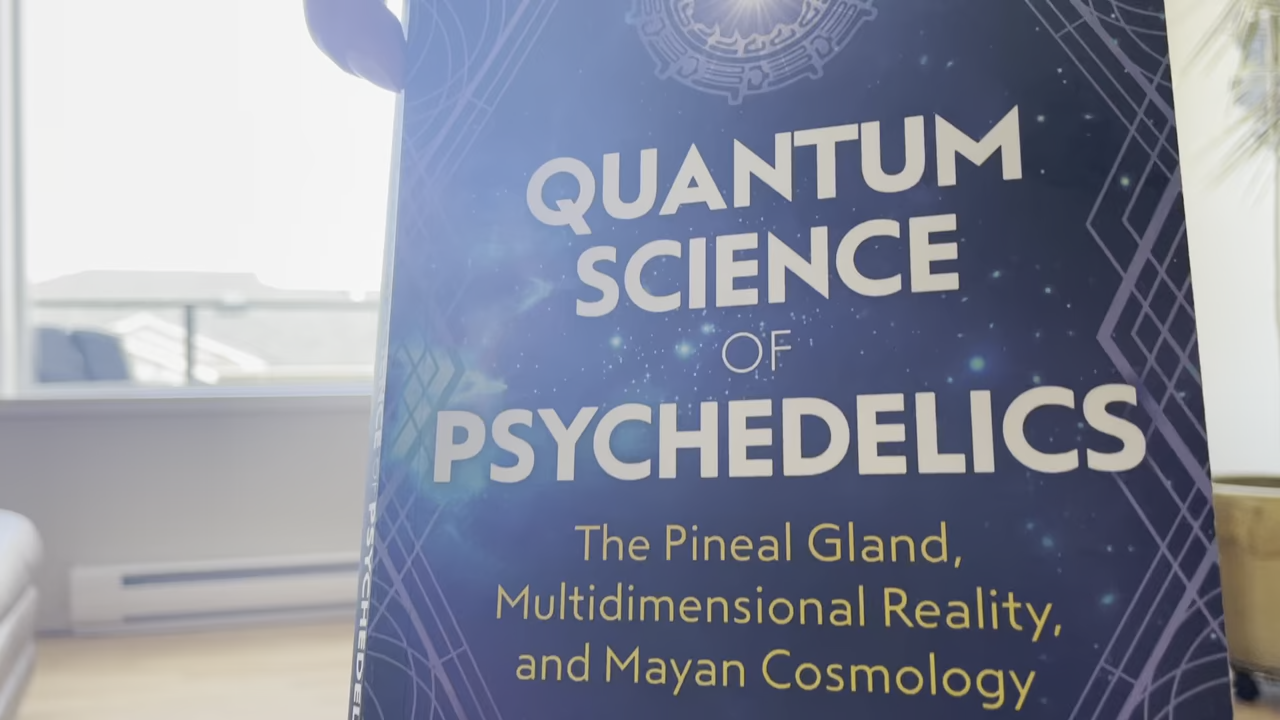 QUANTUM
SCIENCE
OF
PSYCHEDELICS
The Pineal Gland,
Multidimensional Reality,
and Mayan Cosmology